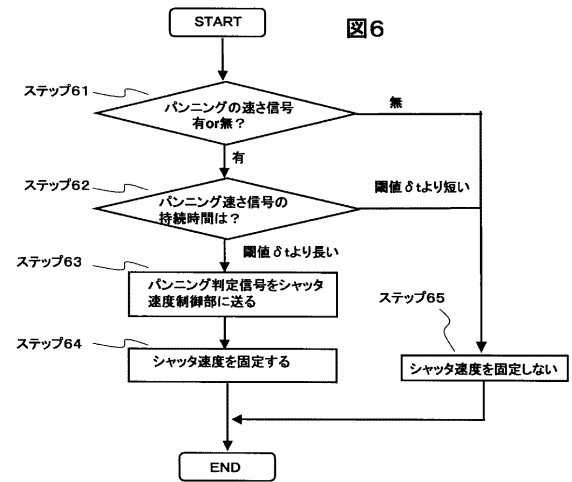 START
図6
ステップ61
パンニングの速さ信号
有or無?
無
有
ステップ62
パンニング速さ信号の
持続時間は?
閾値δtより短い
閾値δtより長い
ステップ63
パンニング判定信号をシャッタ
速度制御部に送る
ステップ65
ステップ64
シャッタ速度を固定する
シャッタ速度を固定しない
END